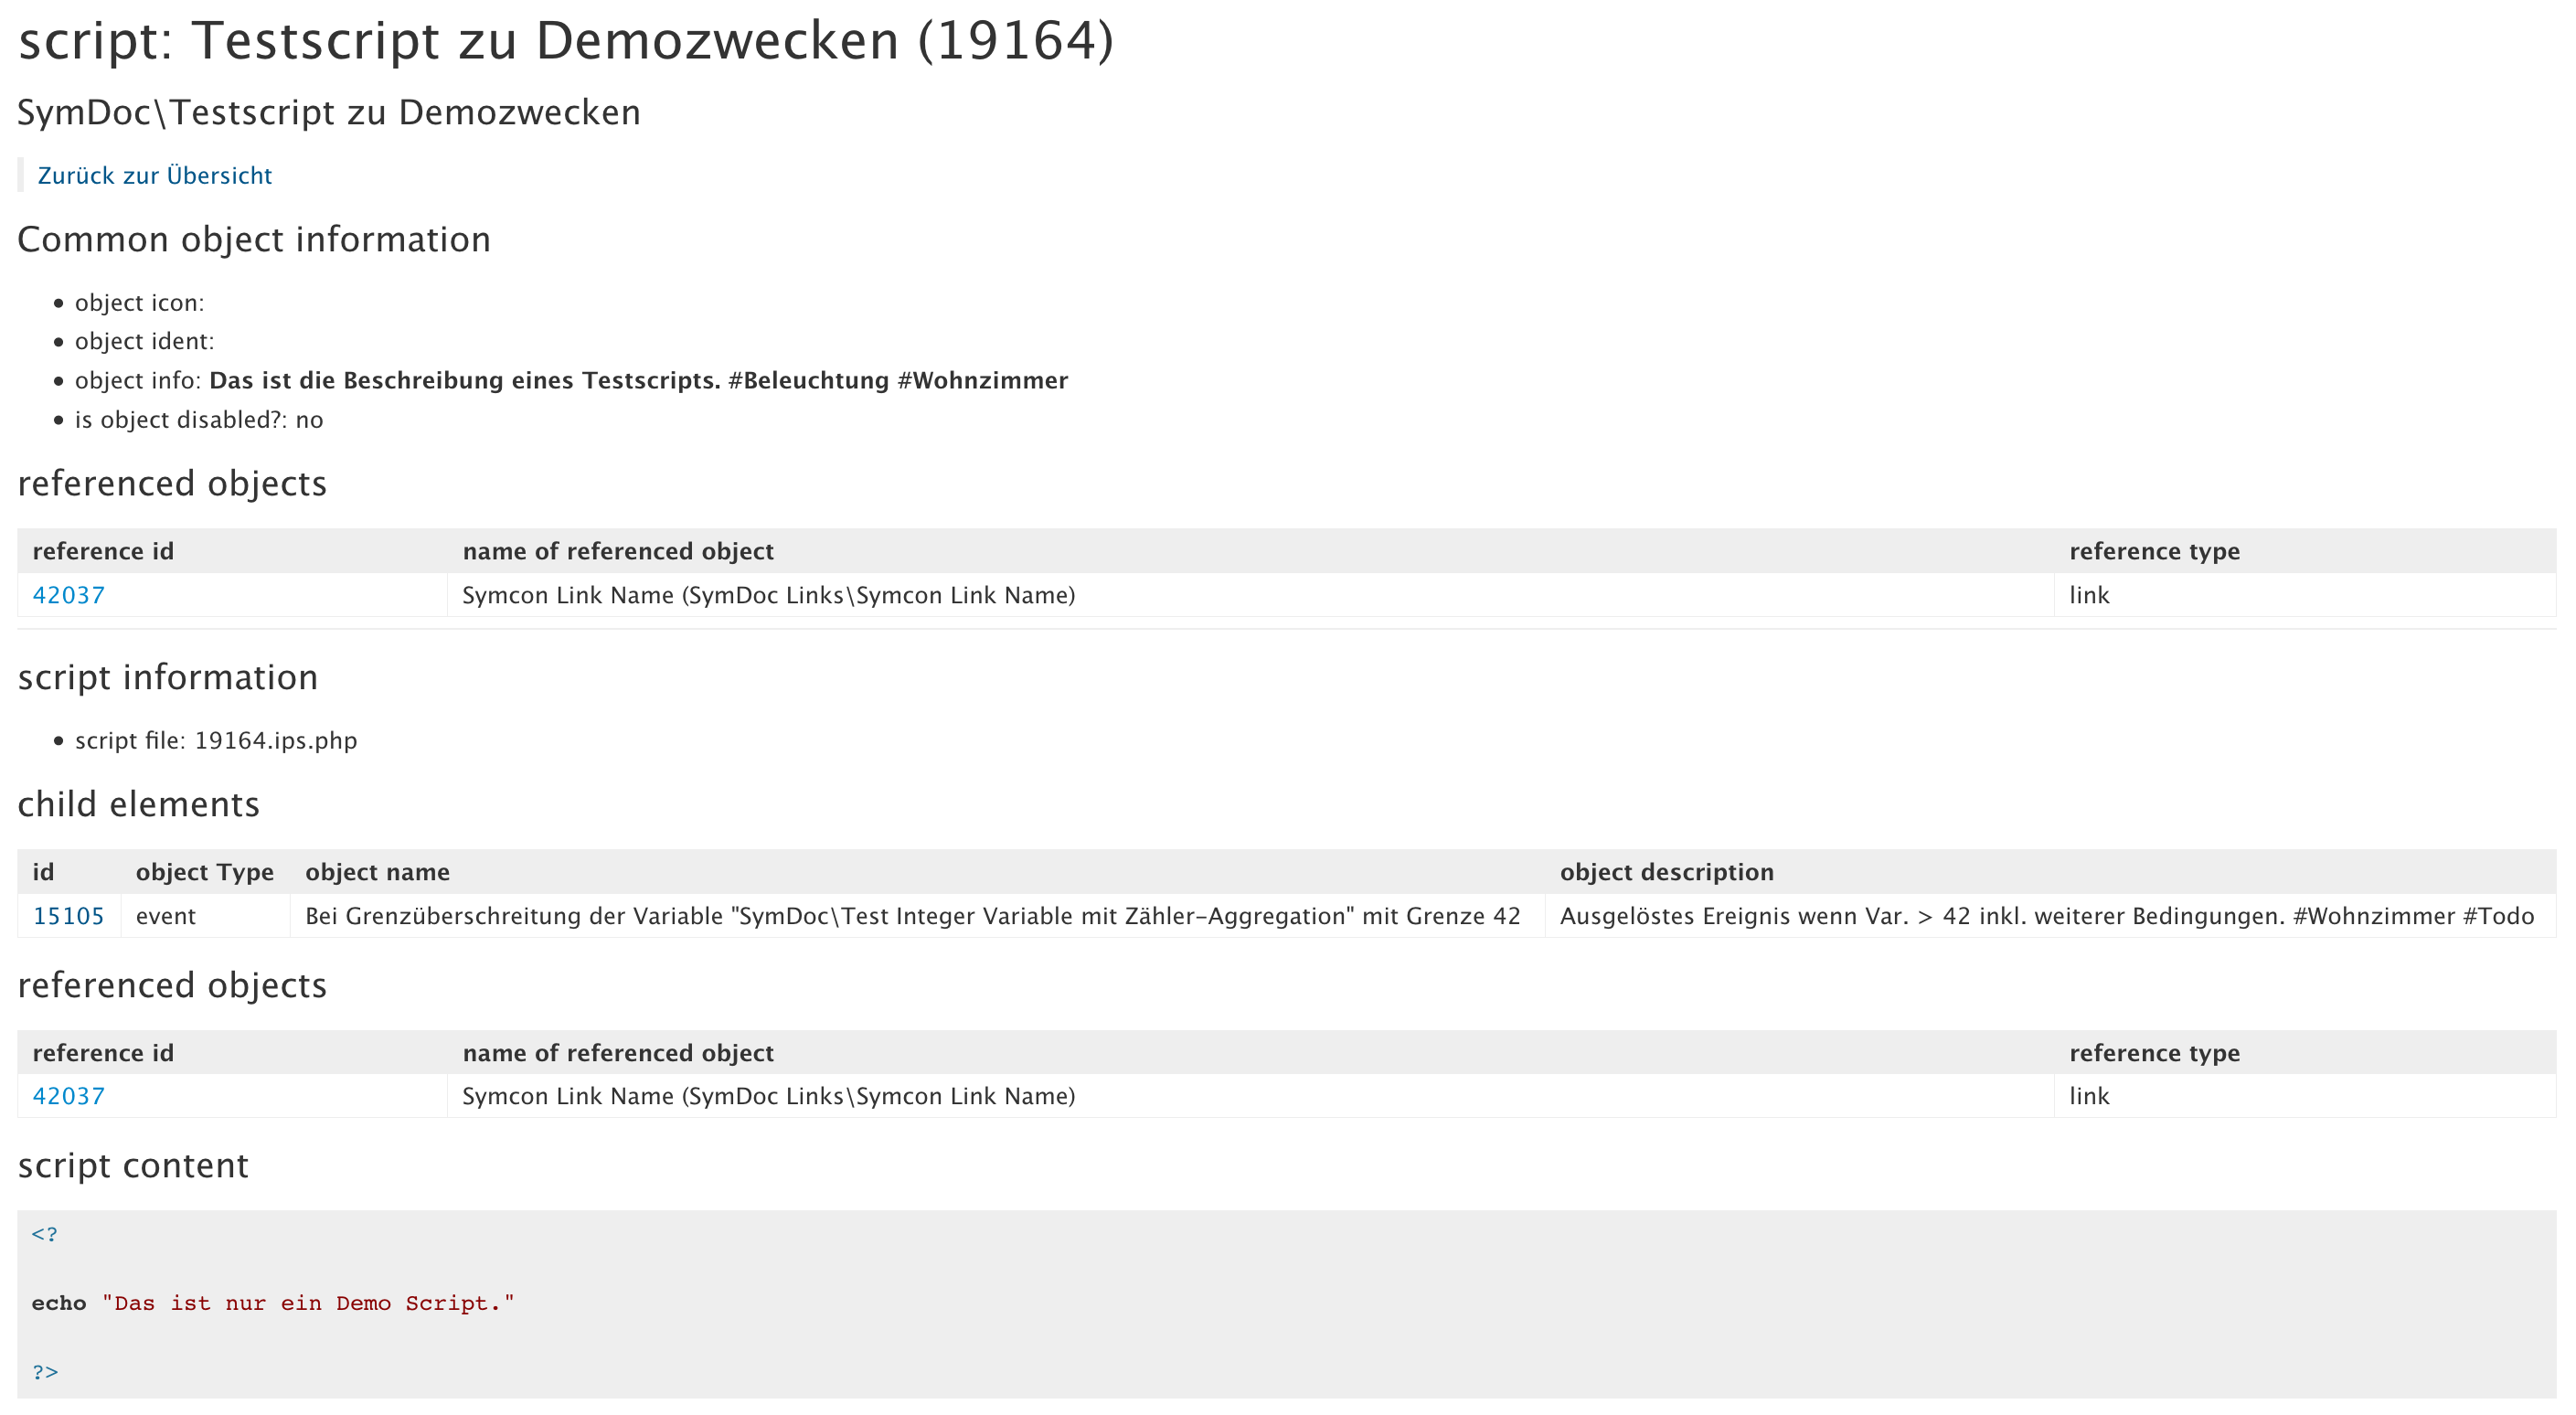 script: Testscript zu Demozwecken (19164)
SymDoc\Testscript zu Demozwecken
Zurück zur Übersicht
Common object information
• object icon:
• object ident:
• object info: Das ist die Beschreibung eines Testscripts. #Beleuchtung #Wohnzimmer
• is object disabled?: no
referenced objects
reference id name of referenced object reference type
42037 Symcon Link Name (SymDoc Links\Symcon Link Name) link
script information
• script file: 19164.ips.php
child elements
id object Type object name object description
15105 event Bei Grenzüberschreitung der Variable "SymDoc\Test Integer Variable mit Zähler-Aggregation" mit Grenze 42 Ausgelöstes Ereignis wenn Var. > 42 inkl. weiterer Bedingungen. #Wohnzimmer #Todo
referenced objects
reference id name of referenced object reference type
42037 Symcon Link Name (SymDoc Links\Symcon Link Name) link
script content
<?
echo "Das ist nur ein Demo Script."
?>